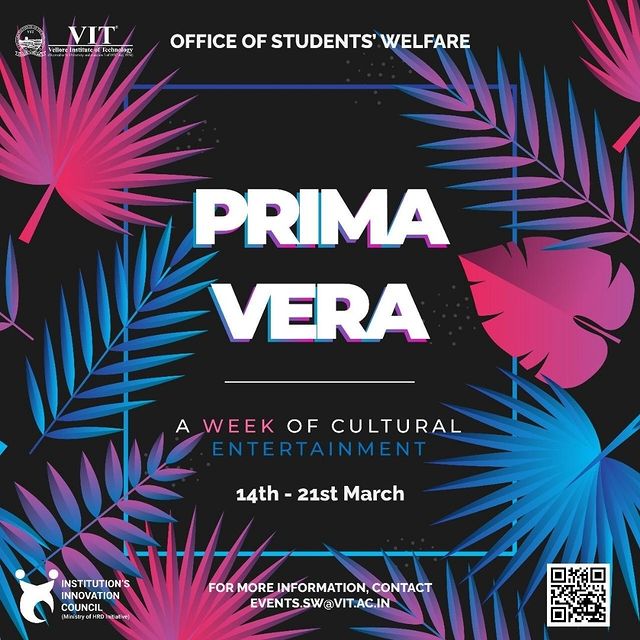 VIT®
Vellore Institute of Technology
OFFICE OF STUDENTS' WELFARE
PRIMA
VERA
A WEEK OF CULTURAL
ENTERTAINMENT
14th - 21st March
INSTITUTION'S
INNOVATION
COUNCIL
(Ministry of HRD Initiative)
FOR MORE INFORMATION, CONTACT
EVENTS.SW@VIT.AC.IN